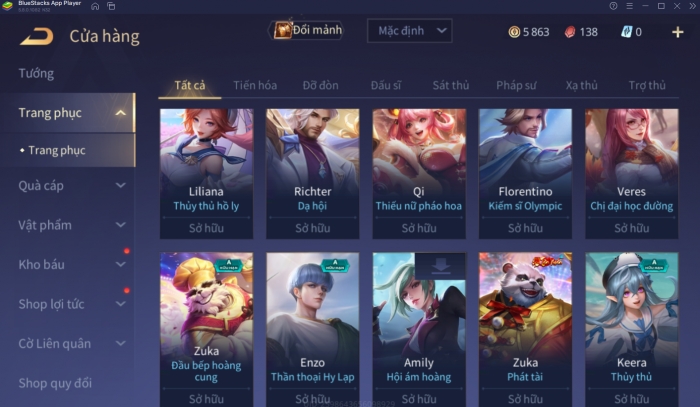 BlueStacks App Player
Cửa hàng
Đổi mảnh
Mặc định
5 863
138
0
Tướng
Trang phục
• Trang phục
Quà cáp
Vật phẩm
Kho báu
Shop lợi tức
Cờ Liên quân
Shop quy đổi
Tất cả
Tiến hóa
Đỡ đòn
Đấu sĩ
Sát thủ
Pháp sư
Xạ thủ
Trợ thủ
Liliana
Thủy thủ hồ ly
Sở hữu
Richter
Dạ hội
Sở hữu
Qi
Thiếu nữ pháo hoa
Sở hữu
Florentino
Kiếm sĩ Olympic
Sở hữu
Veres
Chị đại học đường
Sở hữu
Zuka
Đầu bếp hoàng
cung
Sở hữu
A
Enzo
Thần thoại Hy Lạp
Sở hữu
A
Amily
Hội ám hoàng
Sở hữu
Zuka
Phát tài
Sở hữu
A
Keera
Thủy thủ
Sở hữu